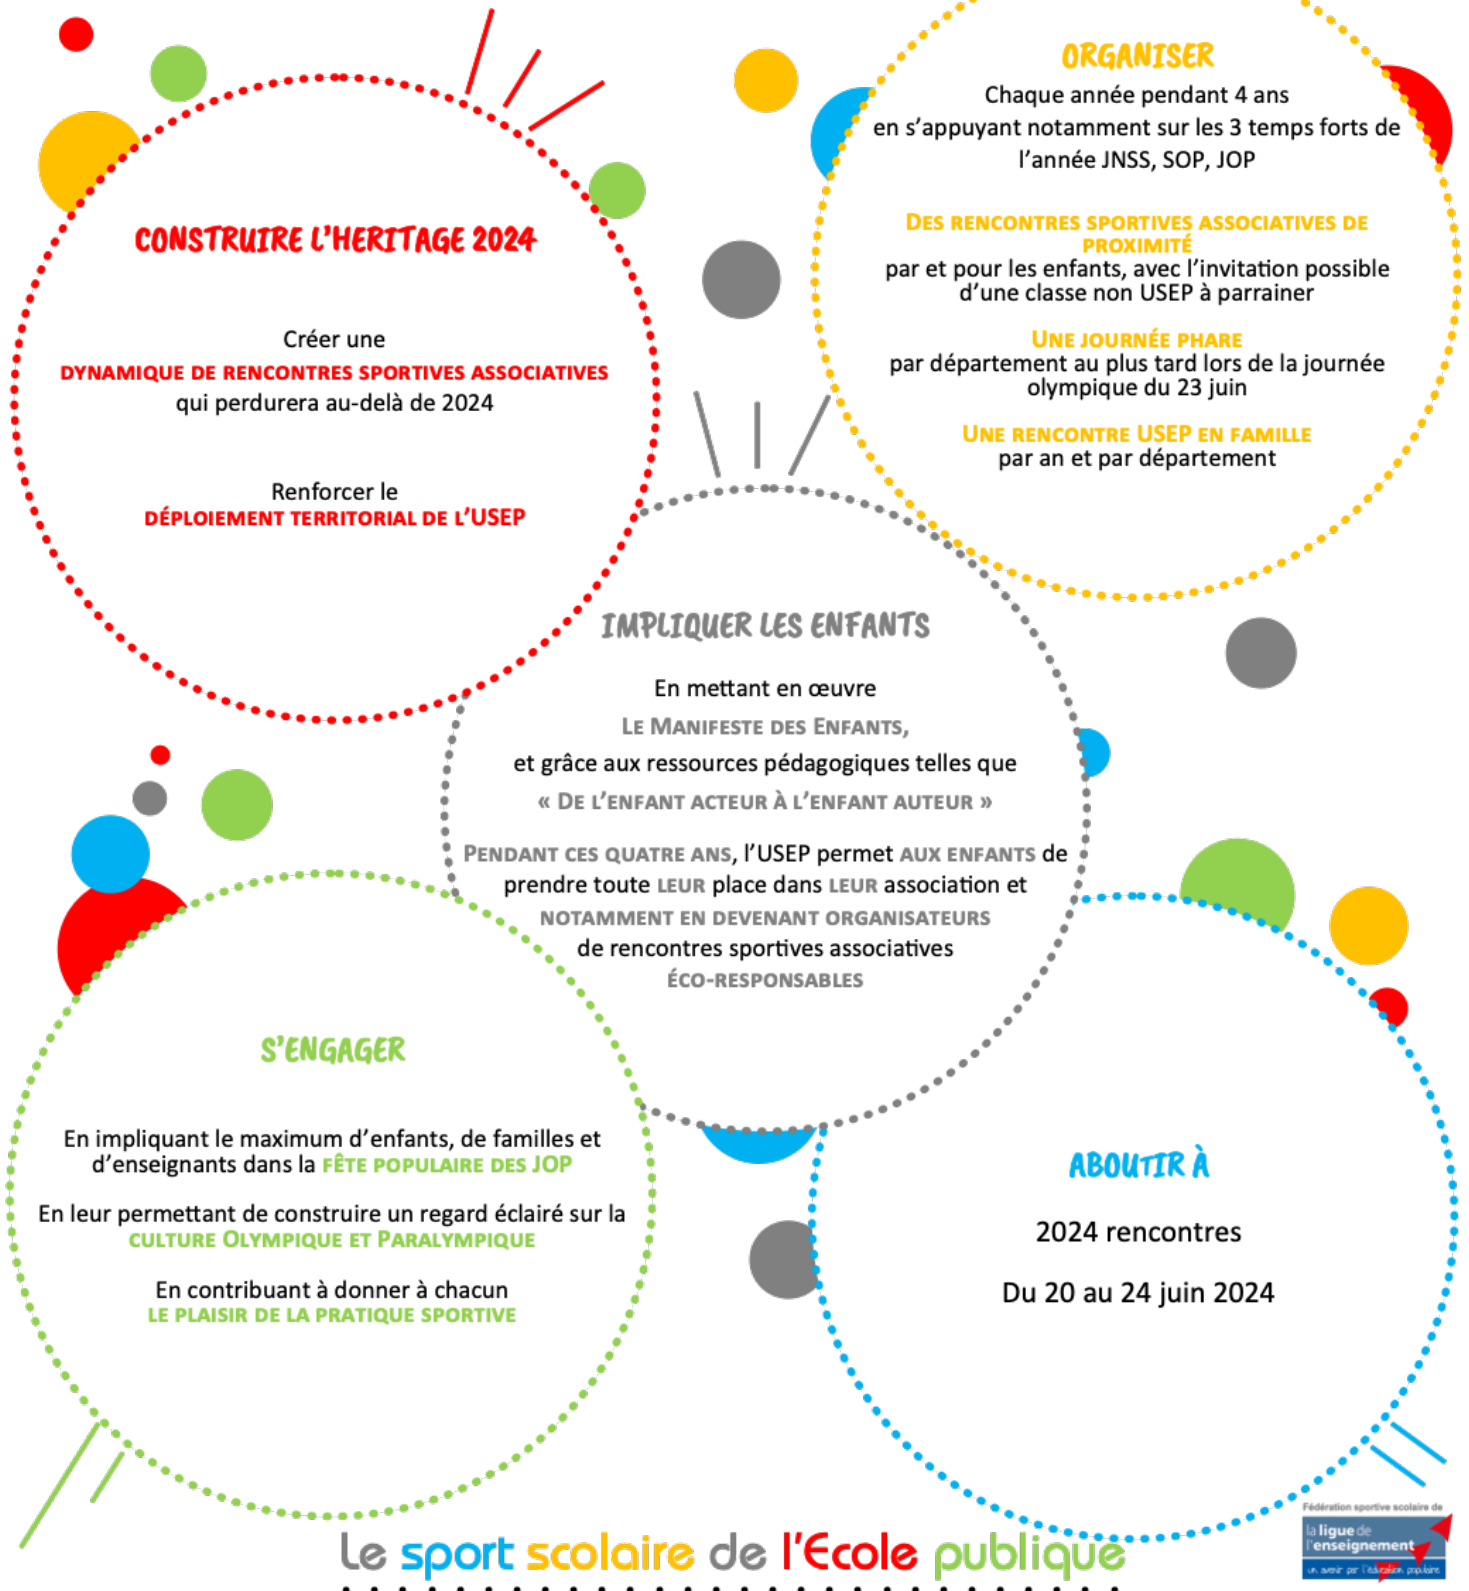 CONSTRUIRE L'HERITAGE 2024
Créer une
DYNAMIQUE DE RENCONTRES SPORTIVES ASSOCIATIVES
qui perdurera au-delà de 2024
Renforcer le
DÉPLOIEMENT TERRITORIAL DE L'USEP
ORGANISER
Chaque année pendant 4 ans
en s'appuyant notamment sur les 3 temps forts de
l'année JNSS, SOP, JOP
DES RENCONTRES SPORTIVES ASSOCIATIVES DE
PROXIMITÉ
par et pour les enfants, avec l'invitation possible
d'une classe non USEP à parrainer
UNE JOURNÉE PHARE
par département au plus tard lors de la journée
olympique du 23 juin
UNE RENCONTRE USEP EN FAMILLE
par an et par département
IMPLIQUER LES ENFANTS
En mettant en œuvre
LE MANIFESTE DES ENFANTS,
et grâce aux ressources pédagogiques telles que
« DE L'ENFANT ACTEUR À L'ENFANT AUTEUR »
PENDANT CES QUATRE ANS, l'USEP permet AUX ENFANTS de
prendre toute LEUR place dans LEUR association et
NOTAMMENT EN DEVENANT ORGANISATEURS
de rencontres sportives associatives
ÉCO-RESPONSABLES
S'ENGAGER
En impliquant le maximum d'enfants, de familles et
d'enseignants dans la FÊTE POPULAIRE DES JOP
En leur permettant de construire un regard éclairé sur la
CULTURE OLYMPIQUE ET PARALYMPIQUE
En contribuant à donner à chacun
LE PLAISIR DE LA PRATIQUE SPORTIVE
ABOUTIR À
2024 rencontres
Du 20 au 24 juin 2024
Le sport scolaire de l'Ecole publique
Fédération sportive scolaire de
la ligue de
l'enseignement
un avenir par l'éducation populaire